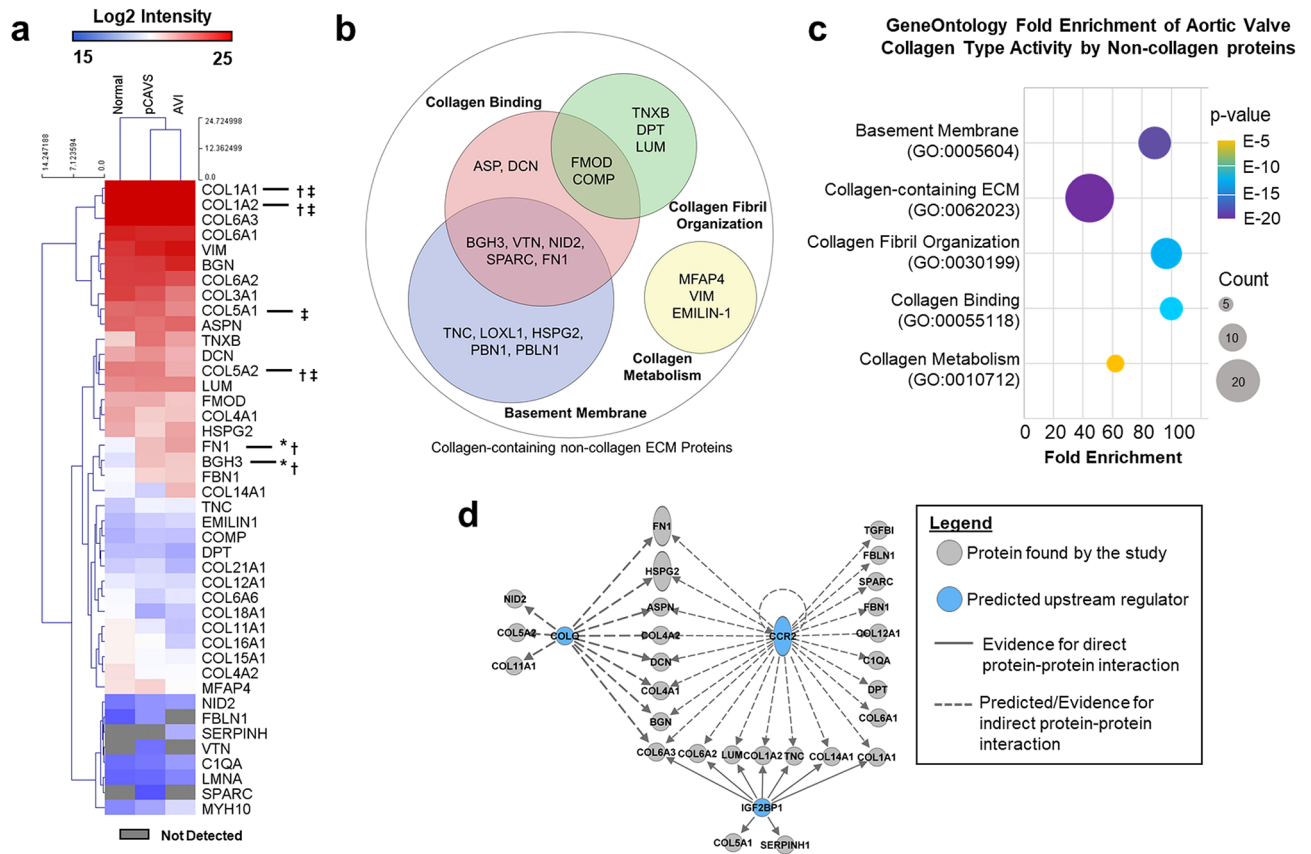 a
Log2 Intensity
15
25
Normal
pCAVS
AVI
14.247188
7.123594
0.0
24.724998
12.362499
0.0
COL1A1 †‡
COL1A2 †‡
COL6A3
COL6A1
VIM
BGN
COL6A2
COL3A1
COL5A1 ‡
ASPN
TNXB
DCN
COL5A2 †‡
LUM
FMOD
COL4A1
HSPG2
FN1 *†
BGH3 *†
FBN1
COL14A1
TNC
EMILIN1
COMP
DPT
COL21A1
COL12A1
COL6A6
COL18A1
COL11A1
COL16A1
COL15A1
COL4A2
MFAP4
NID2
FBLN1
SERPINH
VTN
C1QA
LMNA
SPARC
MYH10
Not Detected
b
Collagen Binding
TNXB
DPT
LUM
ASP, DCN
FMOD
COMP
Collagen Fibril
Organization
BGH3, VTN, NID2,
SPARC, FN1
MFAP4
VIM
EMILIN-1
TNC, LOXL1, HSPG2,
PBN1, PBLN1
Collagen
Metabolism
Basement Membrane
Collagen-containing non-collagen ECM Proteins
c
GeneOntology Fold Enrichment of Aortic Valve
Collagen Type Activity by Non-collagen proteins
Basement Membrane
(GO:0005604)
Collagen-containing ECM
(GO:0062023)
Collagen Fibril Organization
(GO:0030199)
Collagen Binding
(GO:00055118)
Collagen Metabolism
(GO:0010712)
0 20 40 60 80 100
Fold Enrichment
p-value
E-5
E-10
E-15
E-20
Count
5
10
20
d
FN1
HSPG2
NID2
ASPN
COL5A2
COLQ
COL4A2
COL11A1
DCN
COL4A1
BGN
COL6A3
COL6A2
LUM
COL1A2
TNC
COL14A1
COL1A1
CCR2
TGFBI
FBLN1
SPARC
FBN1
COL12A1
C1QA
DPT
COL6A1
IGF2BP1
COL5A1
SERPINH1
Legend
Protein found by the study
Predicted upstream regulator
Evidence for direct
protein-protein interaction
Predicted/Evidence for
indirect protein-protein
interaction